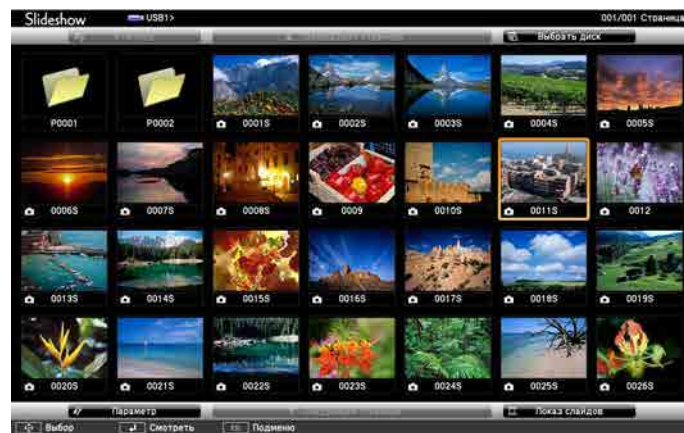 Slideshow USB1> 001/001 Страница
Выбрать диск
P0001 P0002 0001S 0002S 0003S 0004S 0005S
0006S 0007S 0008S 0009 0010S 0011S 0012
0013S 0014S 0015S 0016S 0017S 0018S 0019S
0020S 0021S 0022S 0023S 0024S 0025S 0026S
Параметр Показ слайдов
Выбор Смотреть Подменю